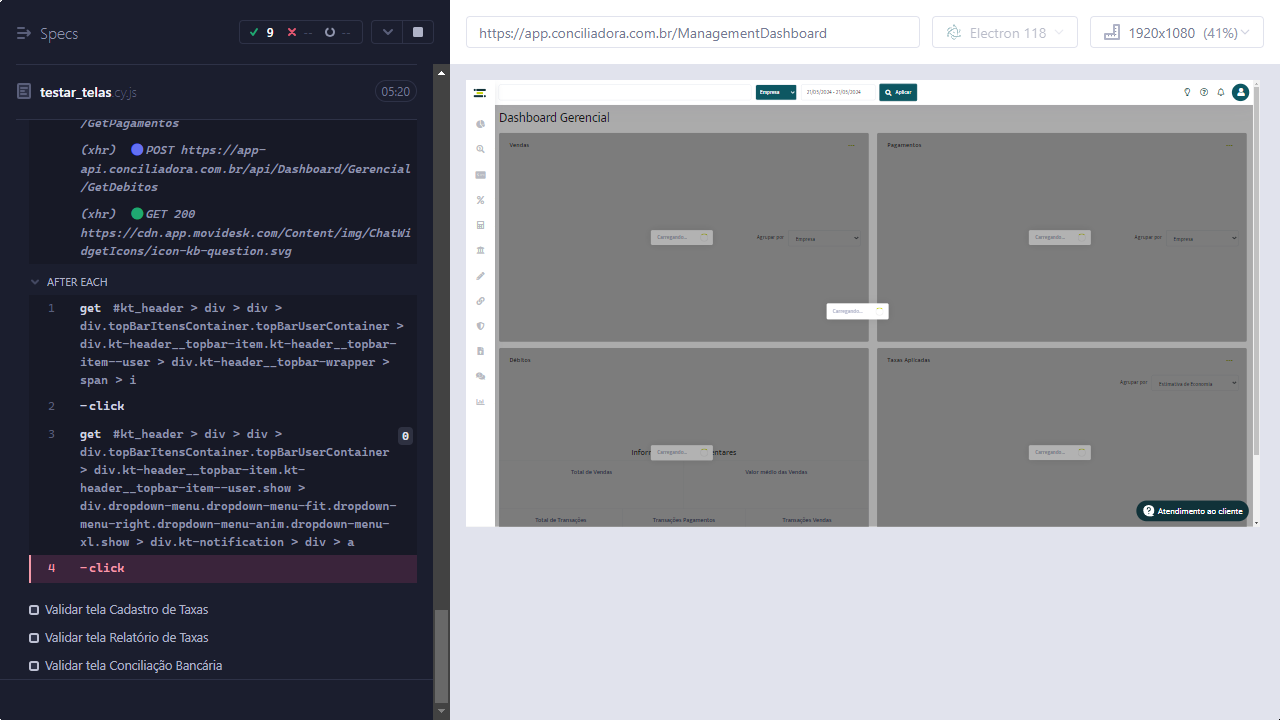 Specs
9
--
--
testar_telas.cy.js
05:20
/GetPagamentos
(xhr) POST https://app-
api.conciliadora.com.br/api/Dashboard/Gerencial
/GetDebitos
(xhr) GET 200
https://cdn.app.movidesk.com/Content/img/ChatWi
dgetIcons/icon-kb-question.svg
AFTER EACH
1 get #kt_header > div > div >
div.topBarItensContainer.topBarUserContainer >
div.kt-header__topbar-item.kt-header__topbar-
item--user > div.kt-header__topbar-wrapper >
span > i
2 -click
3 get #kt_header > div > div > 0
div.topBarItensContainer.topBarUserContainer
> div.kt-header__topbar-item.kt-
header__topbar-item--user.show >
div.dropdown-menu.dropdown-menu-fit.dropdown-
menu-right.dropdown-menu-anim.dropdown-menu-
xl.show > div.kt-notification > div > a
4 -click
Validar tela Cadastro de Taxas
Validar tela Relatório de Taxas
Validar tela Conciliação Bancária
https://app.conciliadora.com.br/ManagementDashboard
Electron 118
1920x1080 (41%)
Empresa
21/05/2024 - 21/05/2024
Aplicar
Dashboard Gerencial
Vendas
Carregando...
Agrupar por
Empresa
Pagamentos
Carregando...
Agrupar por
Empresa
Carregando...
Débitos
Carregando...
Total de Vendas
Valor médio das Vendas
Total de Transações
Transações Pagamentos
Transações Vendas
Taxas Aplicadas
Agrupar por
Estimativa de Economia
Carregando...
Atendimento ao cliente